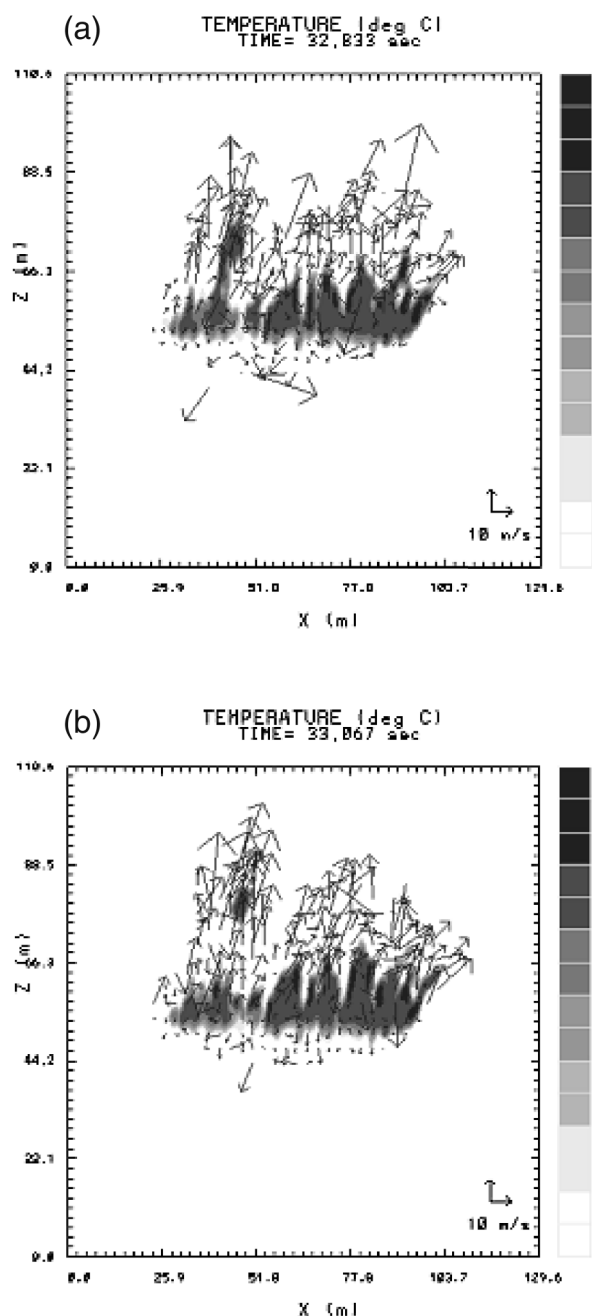 (a)
TEMPERATURE (deg C)
TIME= 32,833 sec
110.6
88.5
66.3
Z (m)
44.2
22.1
0.0
10 m/s
0.0 25.9 51.8 77.8 103.7 129.6
X (m)
(b)
TEMPERATURE (deg C)
TIME= 33,067 sec
110.6
88.5
66.3
Z (m)
44.2
22.1
0.0
10 m/s
0.0 25.9 51.8 77.8 103.7 129.6
X (m)